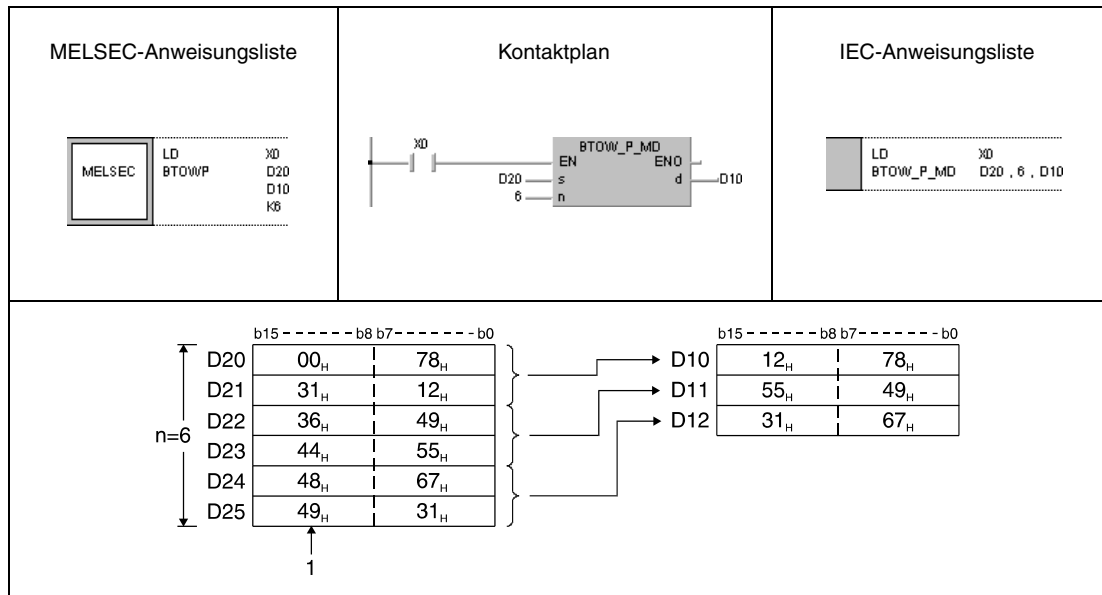 MELSEC-Anweisungsliste
Kontaktplan
IEC-Anweisungsliste
MELSEC
LD X0
BTOWP D20
D10
K6
X0
BTOW_P_MD
EN ENO
D20 s d D10
6 n
LD X0
BTOW_P_MD D20 , 6 , D10
b15 - - - - - - b8 b7 - - - - - - - b0
b15 - - - - - - b8 b7 - - - - - - - b0
D20 00H 78H
D10 12H 78H
D21 31H 12H
D11 55H 49H
D22 36H 49H
D12 31H 67H
n=6
D23 44H 55H
D24 48H 67H
D25 49H 31H
1